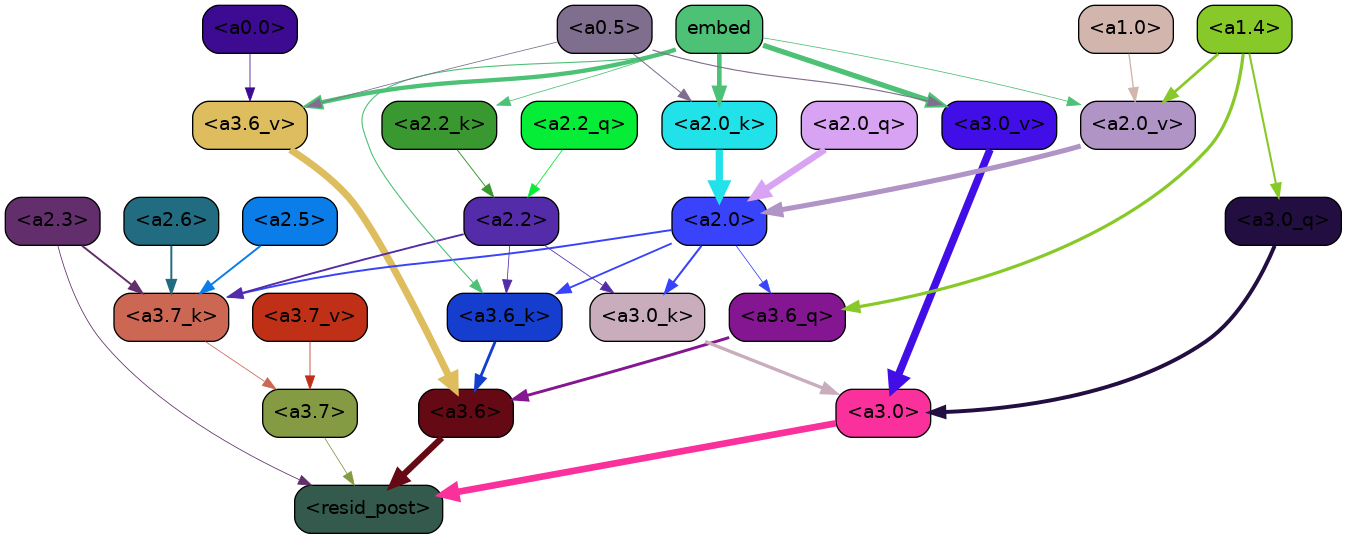 <a0.0>
<a0.5>
embed
<a1.0>
<a1.4>
<a3.6_v>
<a2.2_k>
<a2.2_q>
<a2.0_k>
<a2.0_q>
<a3.0_v>
<a2.0_v>
<a2.3>
<a2.6>
<a2.5>
<a2.2>
<a2.0>
<a3.0_q>
<a3.7_k>
<a3.7_v>
<a3.6_k>
<a3.0_k>
<a3.6_q>
<a3.7>
<a3.6>
<a3.0>
<resid_post>